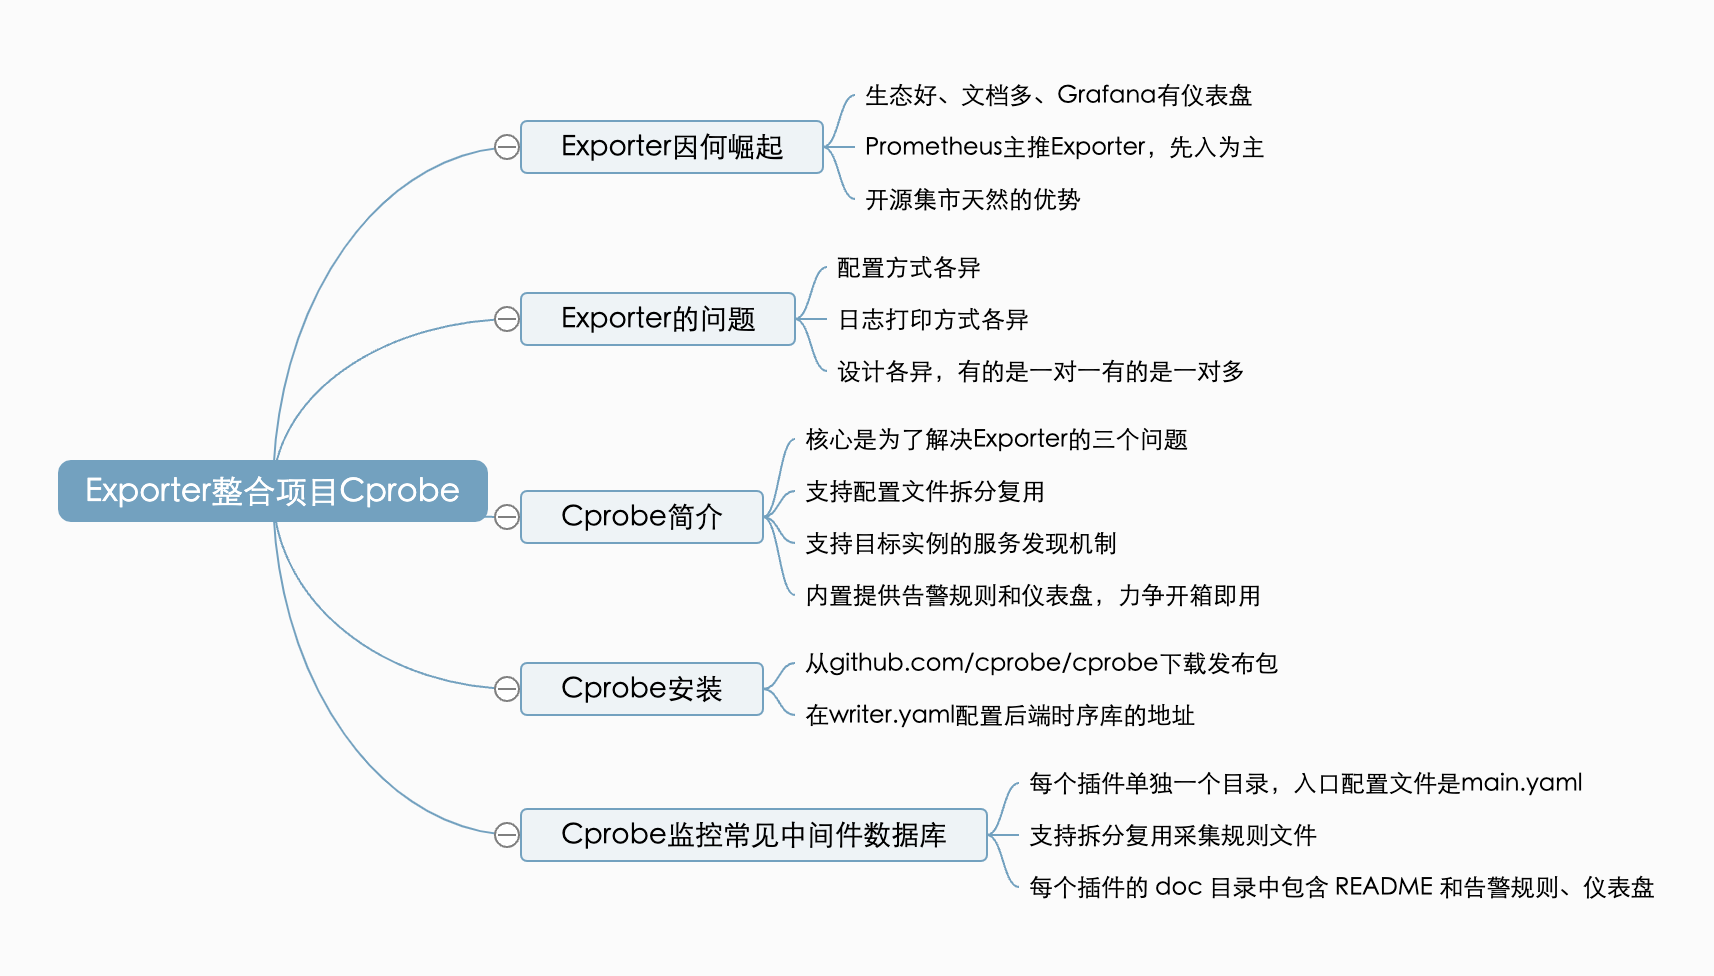 Exporter整合项目Cprobe
Exporter因何崛起
生态好、文档多、Grafana有仪表盘
Prometheus主推Exporter，先入为主
开源集市天然的优势
Exporter的问题
配置方式各异
日志打印方式各异
设计各异，有的是一对一有的是一对多
Cprobe简介
核心是为了解决Exporter的三个问题
支持配置文件拆分复用
支持目标实例的服务发现机制
内置提供告警规则和仪表盘，力争开箱即用
Cprobe安装
从github.com/cprobe/cprobe下载发布包
在writer.yaml配置后端时序库的地址
Cprobe监控常见中间件数据库
每个插件单独一个目录，入口配置文件是main.yaml
支持拆分复用采集规则文件
每个插件的 doc 目录中包含 README 和告警规则、仪表盘